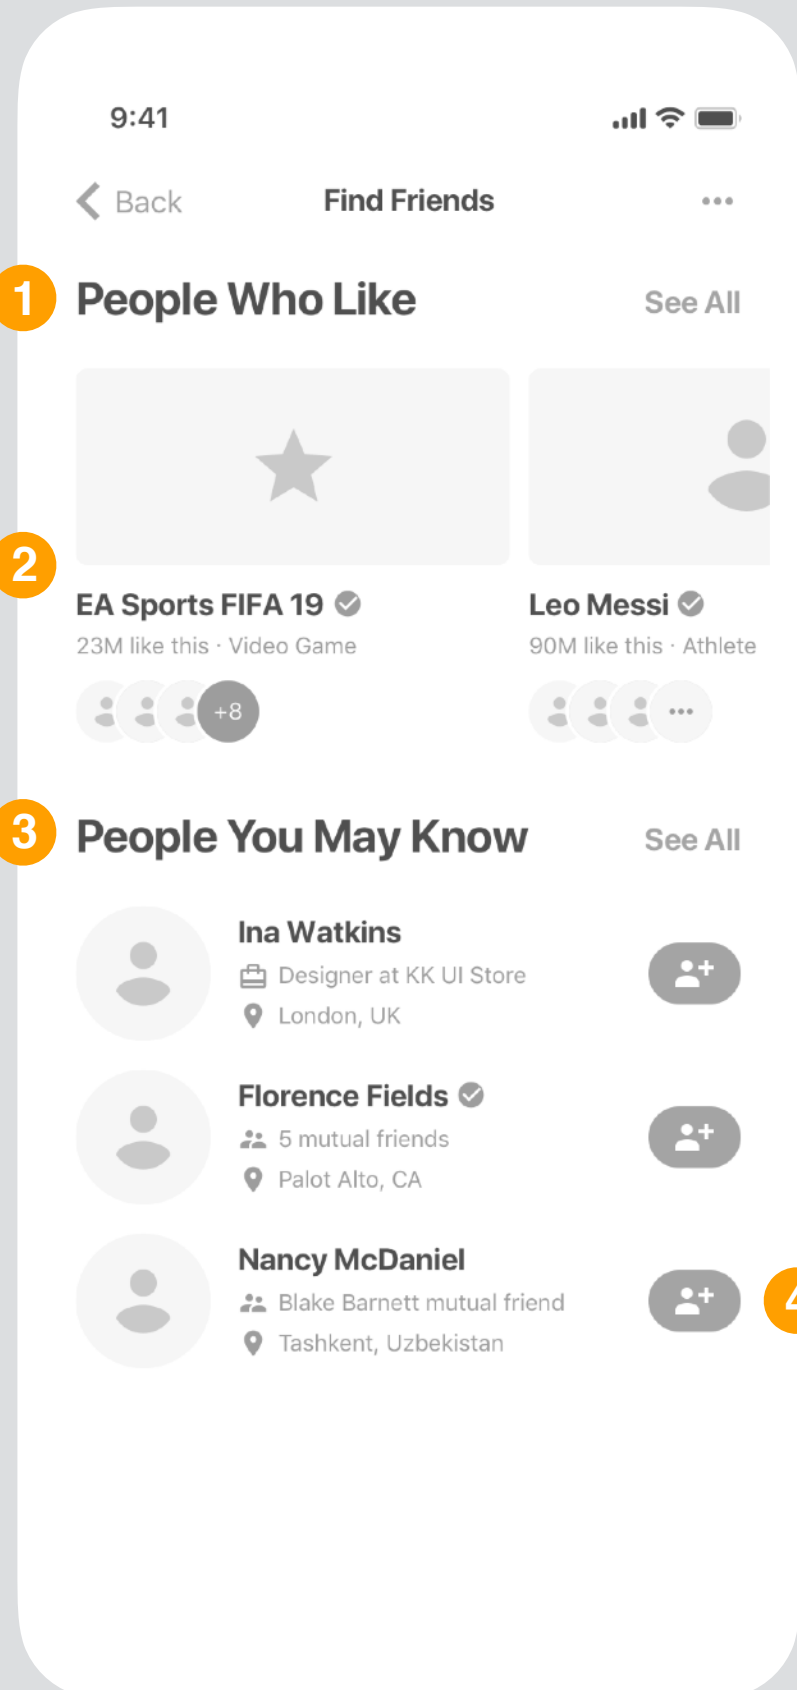 9:41
Back
Find Friends
1
People Who Like
See All
2
EA Sports FIFA 19
23M like this · Video Game
+8
Leo Messi
90M like this · Athlete
3
People You May Know
See All
Ina Watkins
Designer at KK UI Store
London, UK
Florence Fields
5 mutual friends
Palot Alto, CA
Nancy McDaniel
Blake Barnett mutual friend
Tashkent, Uzbekistan
4